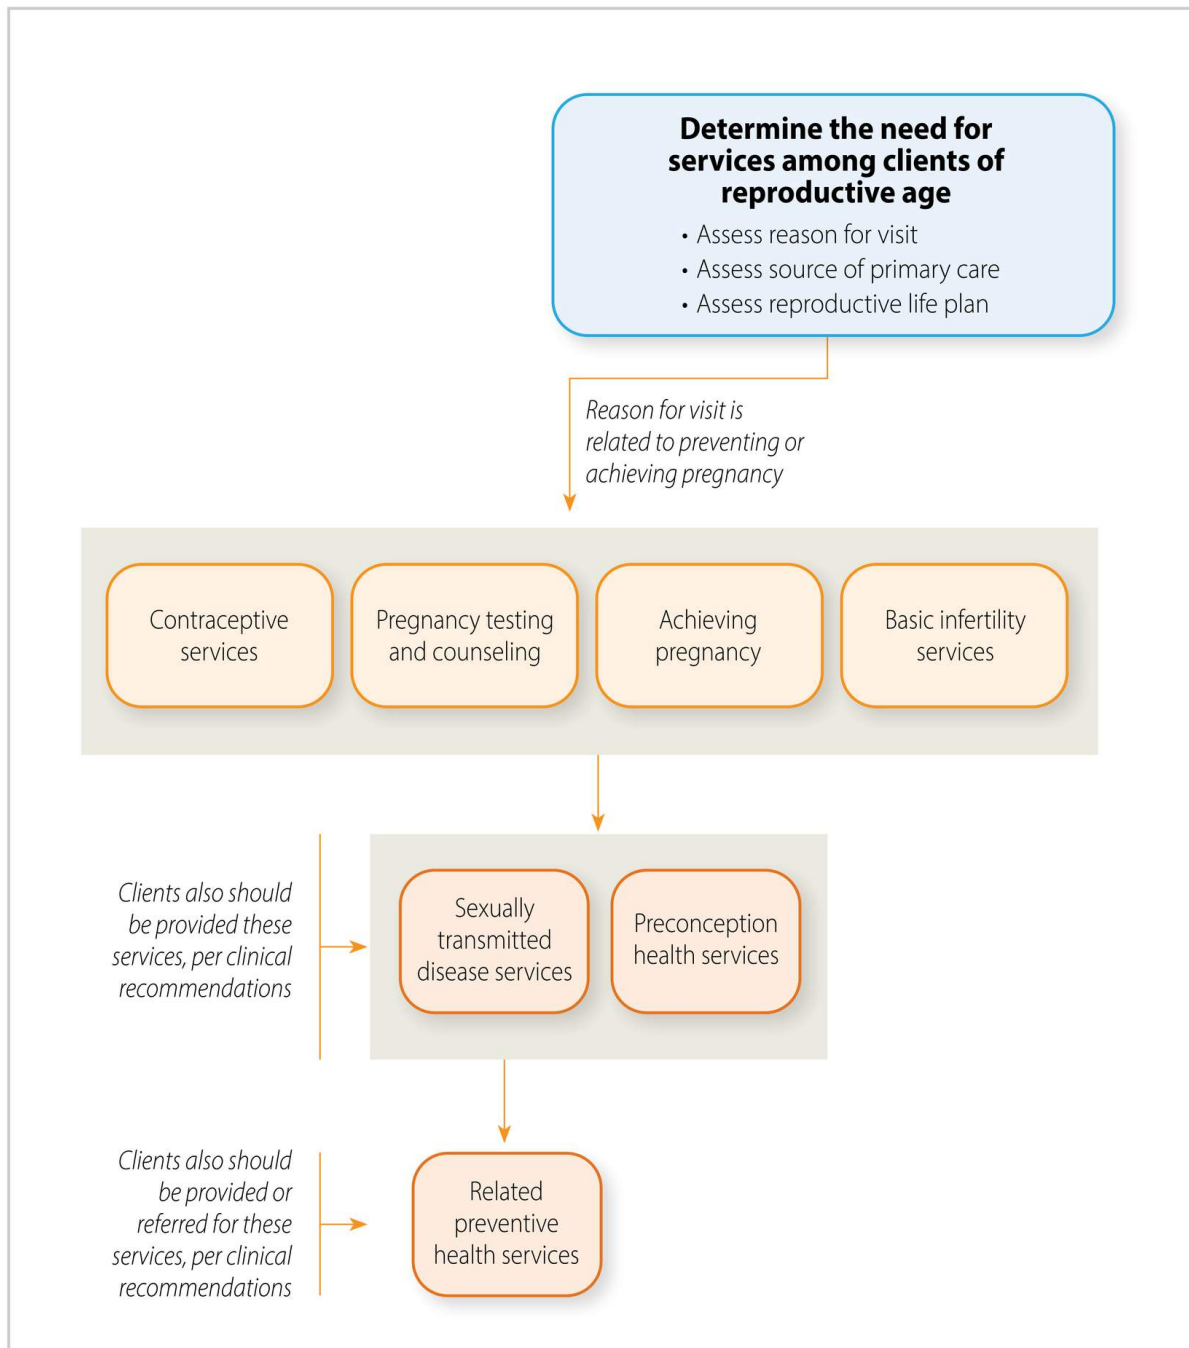 Determine the need for
services among clients of
reproductive age
• Assess reason for visit
• Assess source of primary care
• Assess reproductive life plan
Reason for visit is
related to preventing or
achieving pregnancy
Contraceptive
services
Pregnancy testing
and counseling
Achieving
pregnancy
Basic infertility
services
Clients also should
be provided these
services, per clinical
recommendations
Sexually
transmitted
disease services
Preconception
health services
Clients also should
be provided or
referred for these
services, per clinical
recommendations
Related
preventive
health services